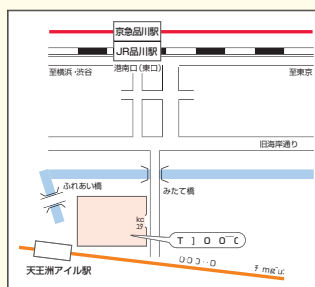 京急品川駅
JR品川駅
至横浜・渋谷
港南口(東口)
至東京
旧海岸通り
ふれあい橋
みたて橋
天王洲アイル駅